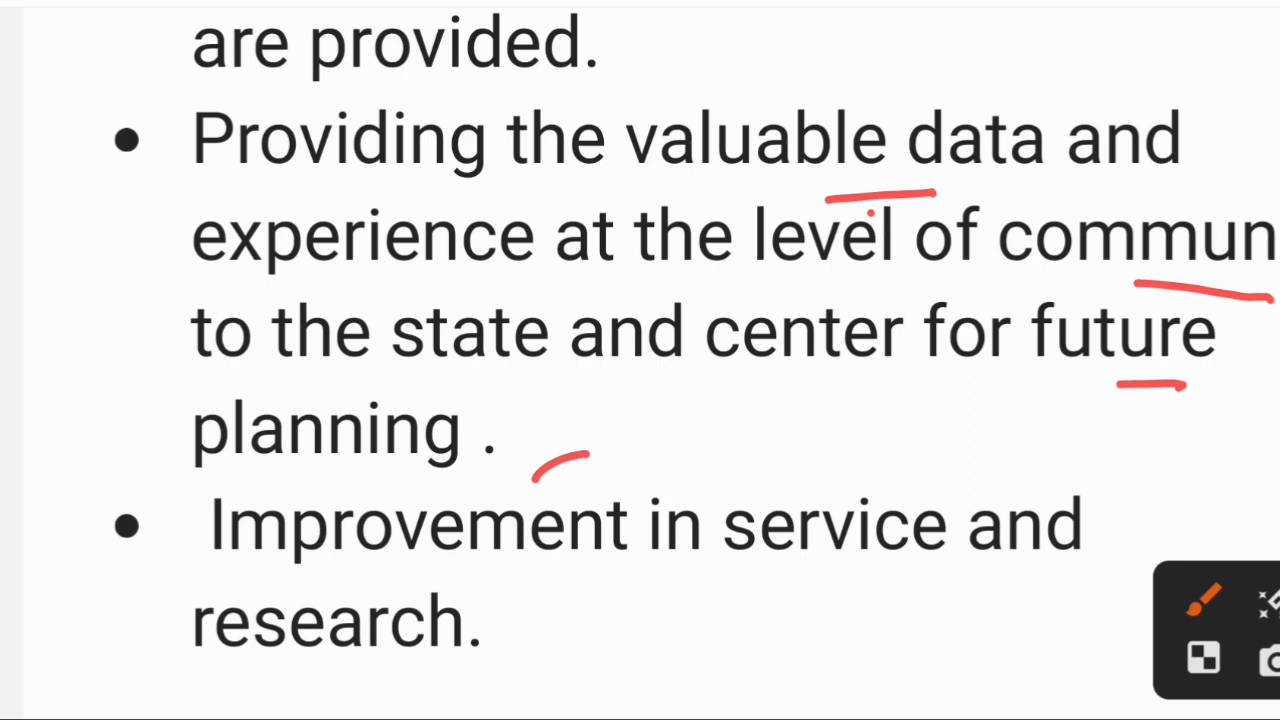 are provided.
• Providing the valuable data and
experience at the level of commun
to the state and center for future
planning .
• Improvement in service and
research.